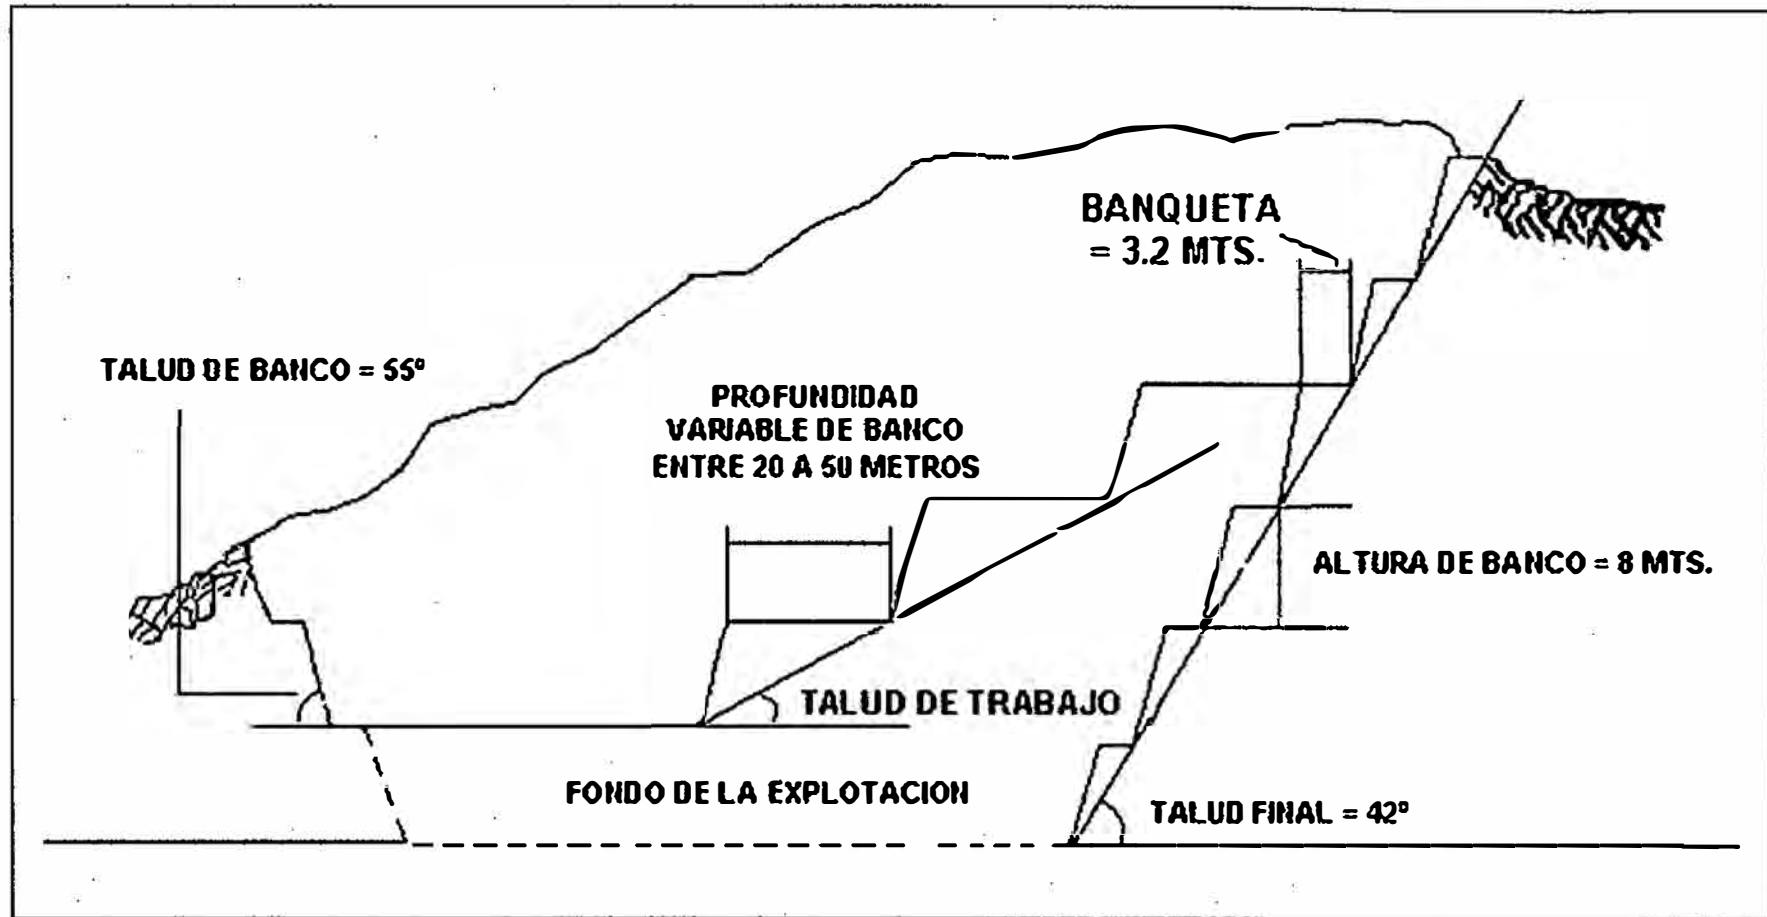 BANQUETA
= 3.2 MTS.
TALUD DE BANCO = 55º
PROFUNDIDAD
VARIABLE DE BANCO
ENTRE 20 A 50 METROS
ALTURA DE BANCO = 8 MTS.
TALUD DE TRABAJO
FONDO DE LA EXPLOTACION
TALUD FINAL = 42º